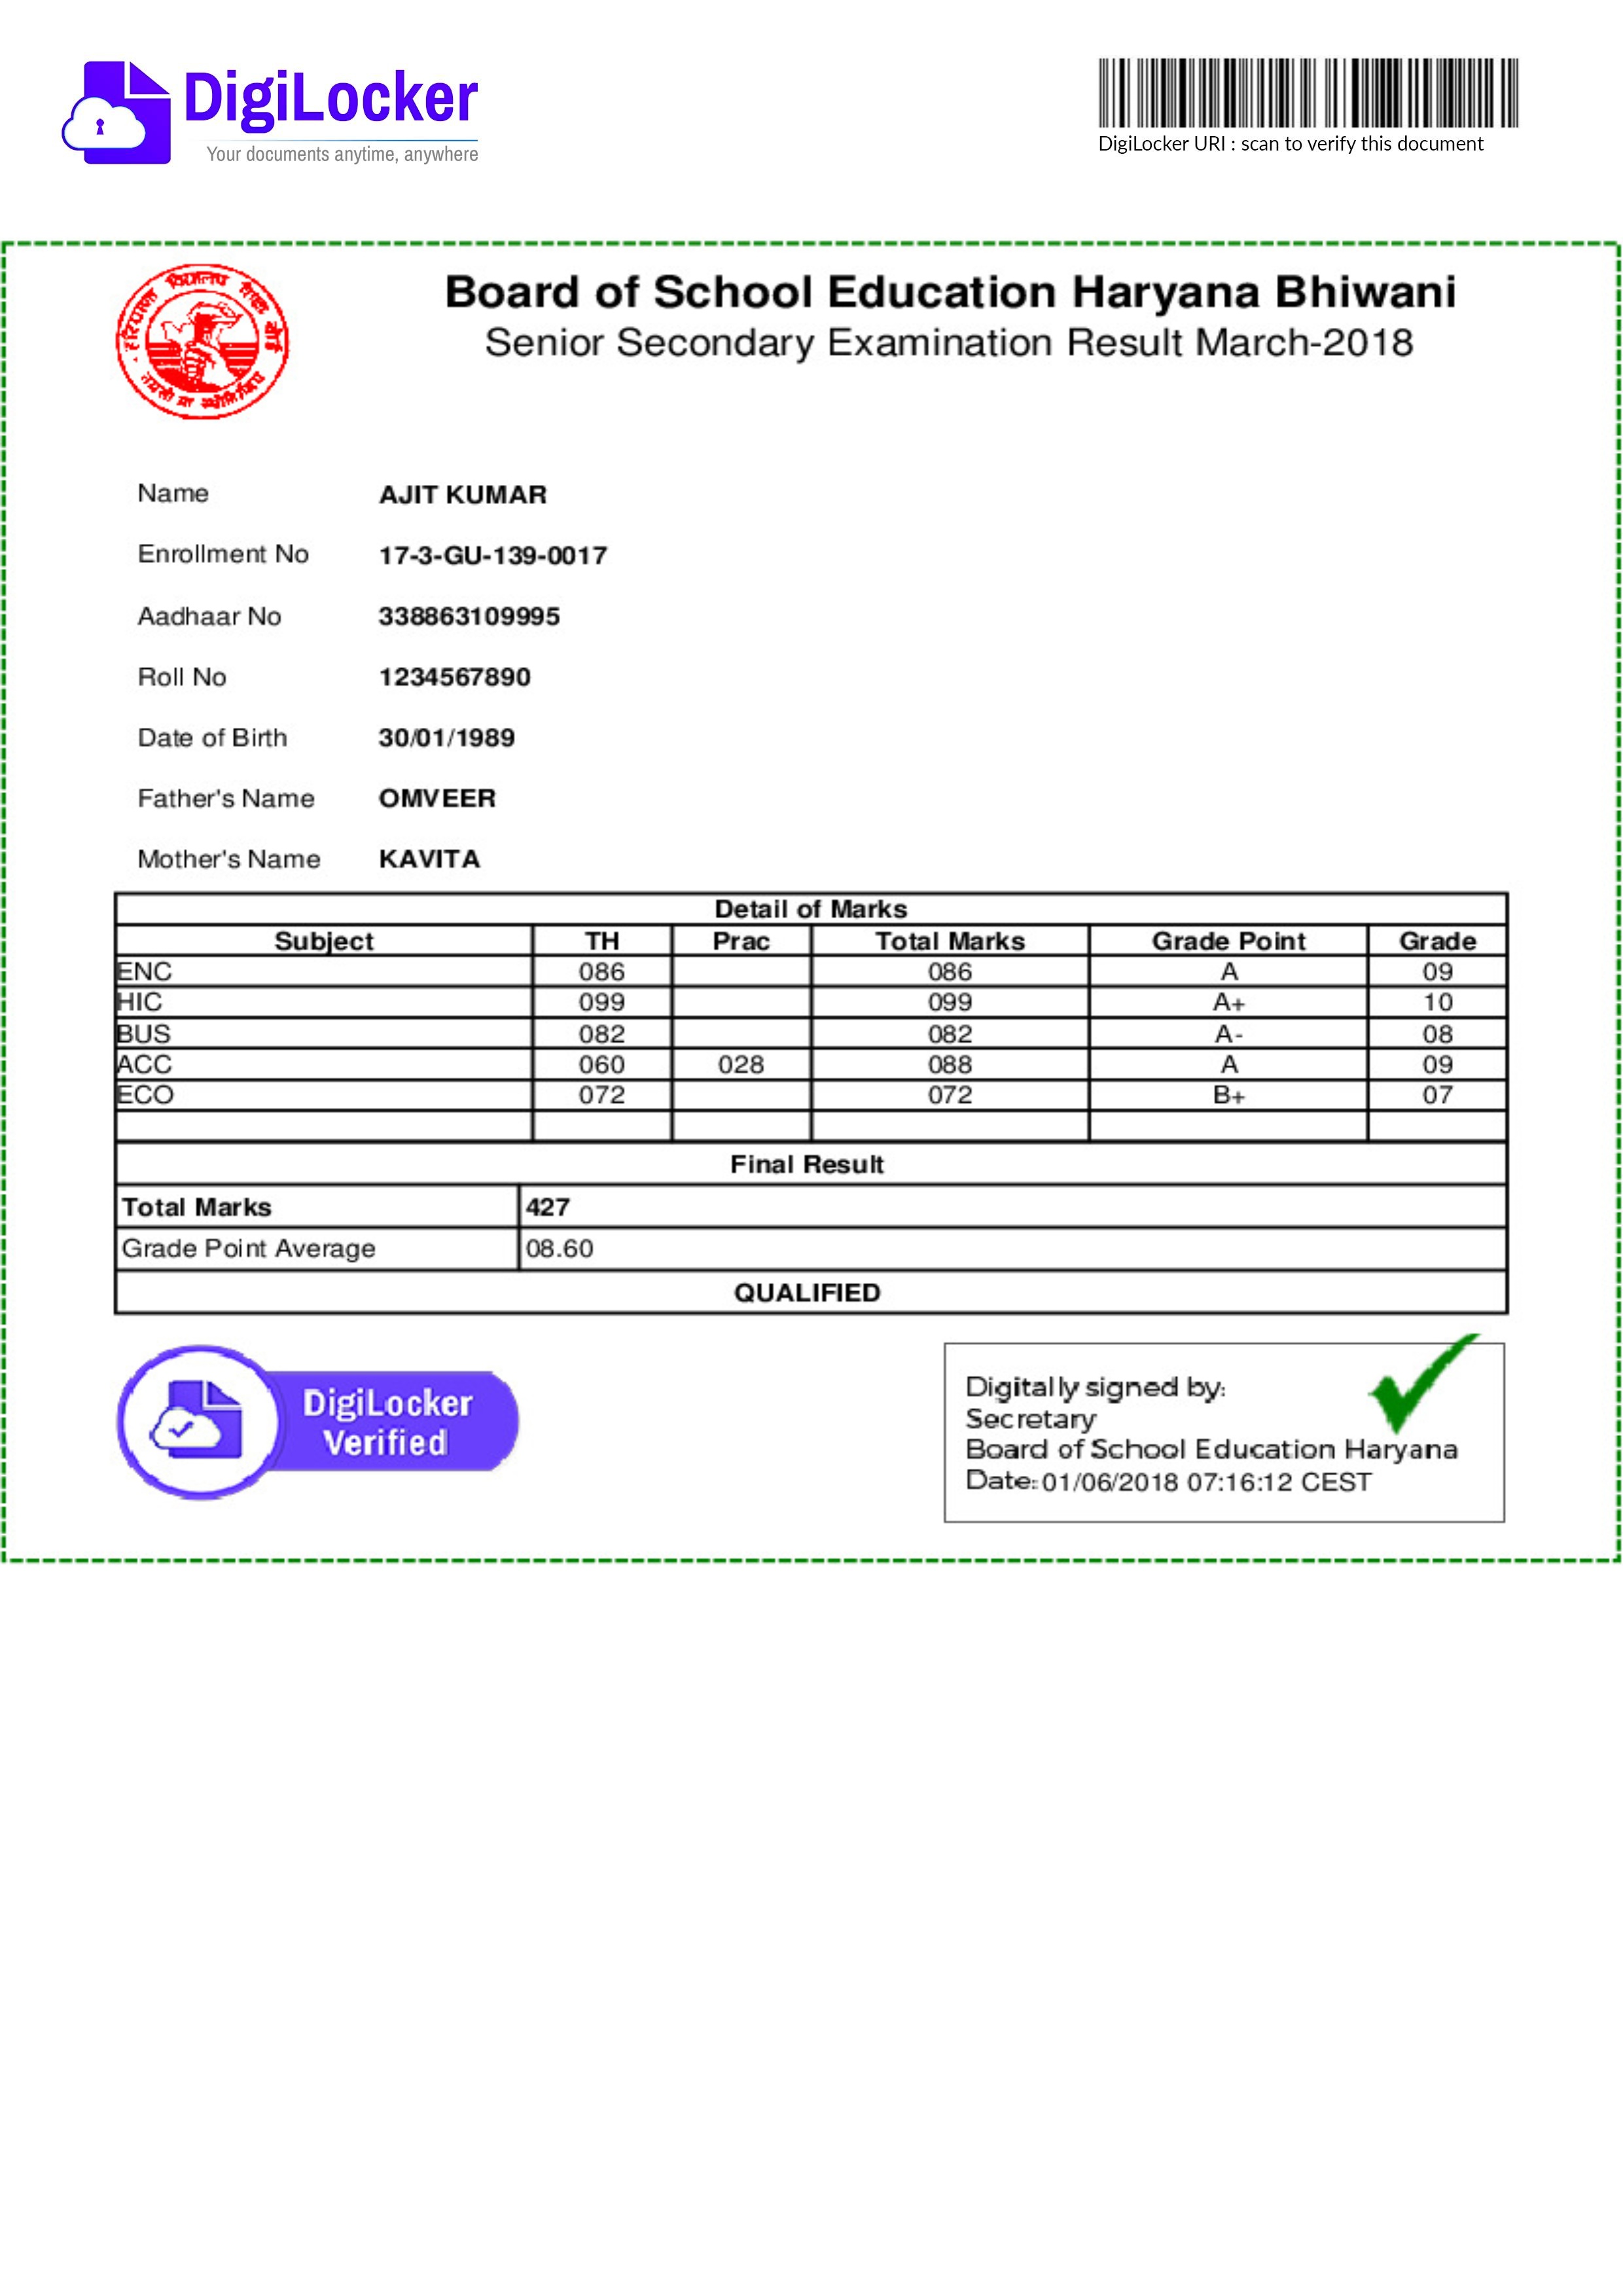 DigiLocker
Your documents anytime, anywhere
DigiLocker URI : scan to verify this document
Board of School Education Haryana Bhiwani
Senior Secondary Examination Result March-2018
Name AJIT KUMAR
Enrollment No 17-3-GU-139-0017
Aadhaar No 338863109995
Roll No 1234567890
Date of Birth 30/01/1989
Father's Name OMVEER
Mother's Name KAVITA
Detail of Marks
Subject TH Prac Total Marks Grade Point Grade
ENC 086 086 A 09
HIC 099 099 A+ 10
BUS 082 082 A- 08
ACC 060 028 088 A 09
ECO 072 072 B+ 07
Final Result
Total Marks 427
Grade Point Average 08.60
QUALIFIED
DigiLocker
Verified
Digitally signed by:
Secretary
Board of School Education Haryana
Date: 01/06/2018 07:16:12 CEST